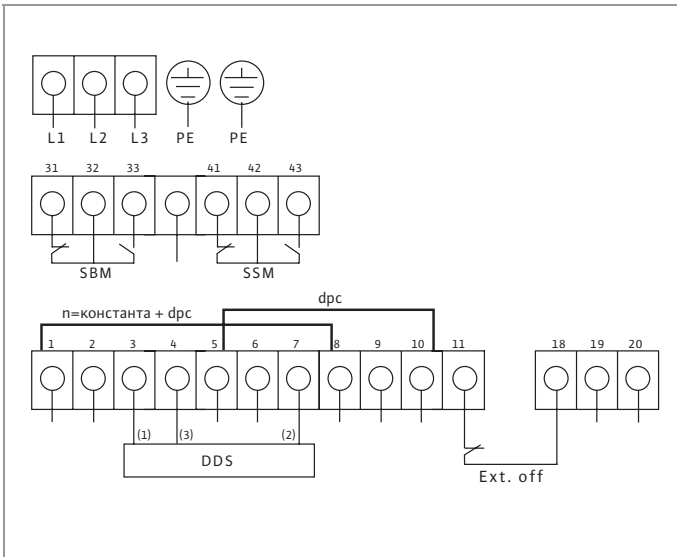 L1 L2 L3 PE PE
31 32 33 41 42 43
SBM SSM
dpc
n=константа + dpc
1 2 3 4 5 6 7 8 9 10 11 18 19 20
(1) (3) (2)
DDS
Ext. off